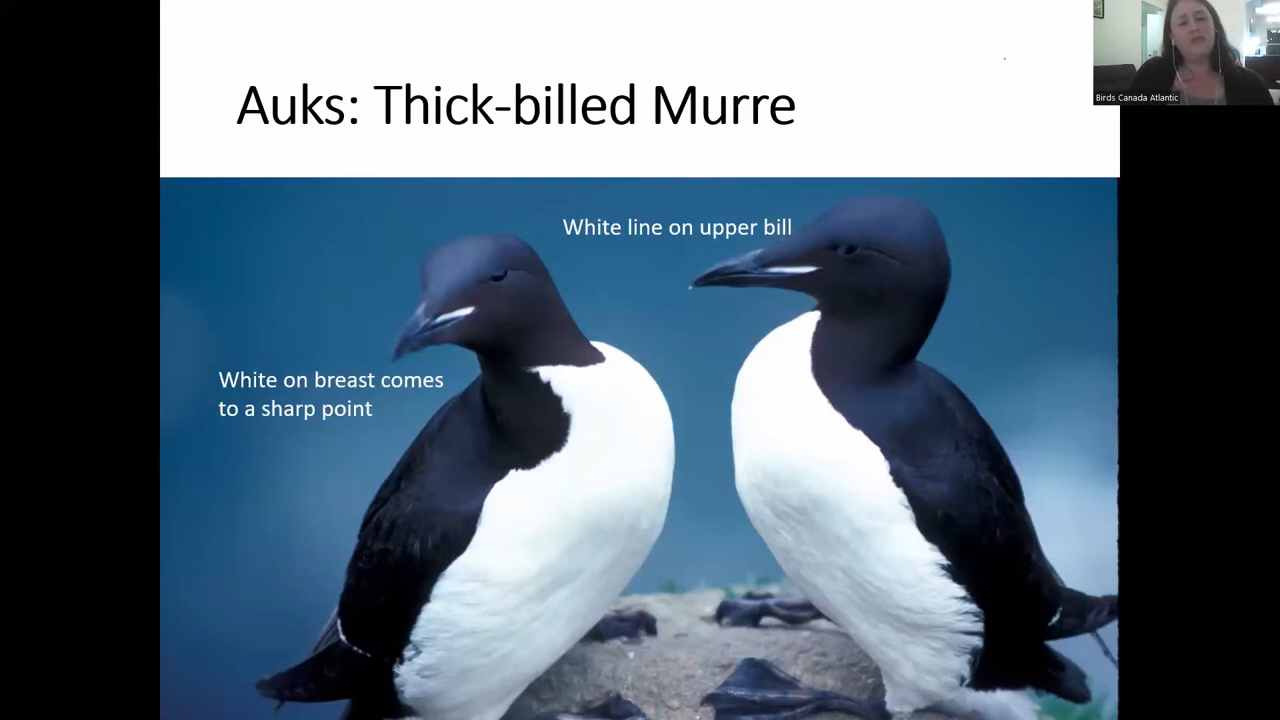 Auks: Thick-billed Murre
Birds Canada Atlantic
White line on upper bill
White on breast comes
to a sharp point